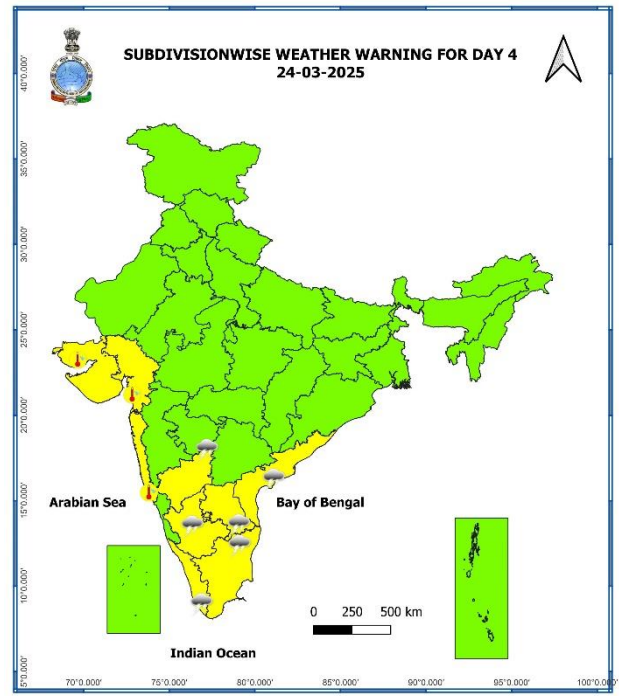 SUBDIVISIONWISE WEATHER WARNING FOR DAY 4
24-03-2025
40°0.000'
35°0.000'
30°0.000'
25°0.000'
20°0.000'
15°0.000'
10°0.000'
5°0.000'
Arabian Sea
Bay of Bengal
0 250 500 km
Indian Ocean
70°0.000' 75°0.000' 80°0.000' 85°0.000' 90°0.000' 95°0.000' 100°0.000'